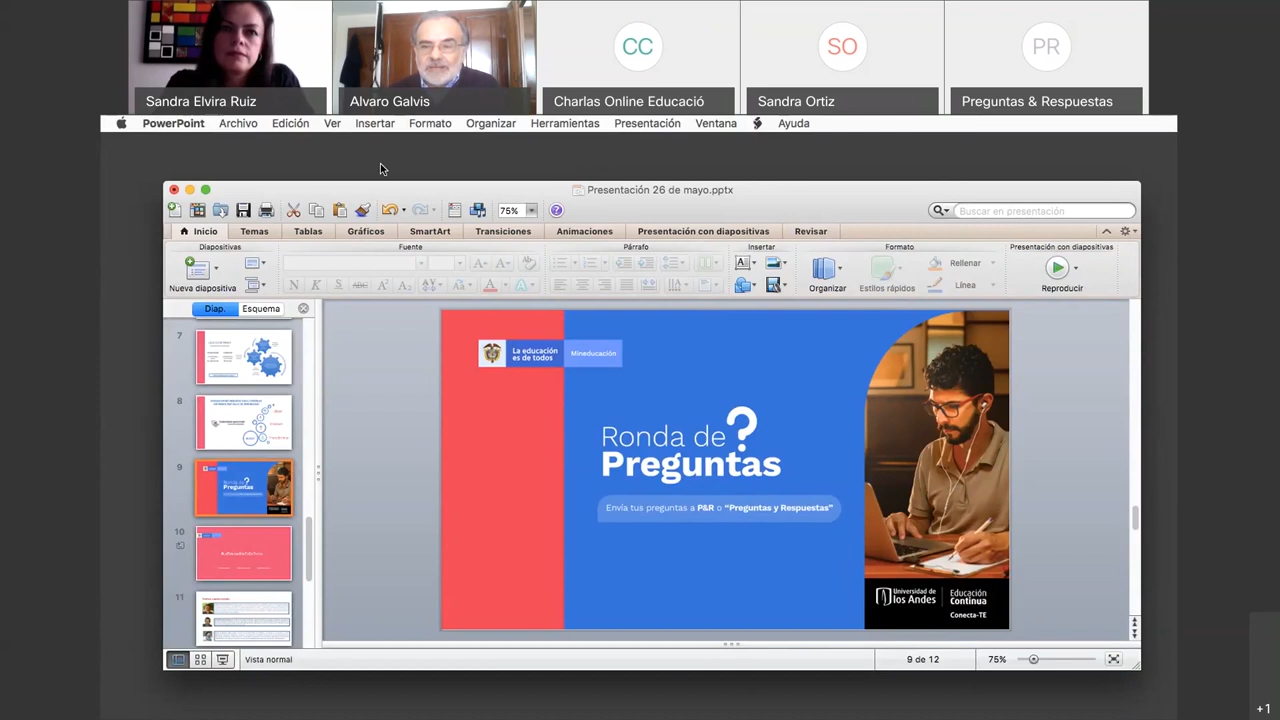 CC
SO
PR
Sandra Elvira Ruiz
Alvaro Galvis
Charlas Online Educació
Sandra Ortiz
Preguntas & Respuestas
PowerPoint Archivo Edición Ver Insertar Formato Organizar Herramientas Presentación Ventana Ayuda
Presentación 26 de mayo.pptx
75%
Buscar en presentación
Inicio Temas Tablas Gráficos SmartArt Transiciones Animaciones Presentación con diapositivas Revisar
Diapositivas Fuente Párrafo Insertar Formato Presentación con diapositivas
Rellenar
Línea
Nueva diapositiva
Organizar
Estilos rápidos
Reproducir
Diap. Esquema
7
8
9
Ronda de?
Preguntas
10
11
La educación
es de todos
Mineducación
Ronda de?
Preguntas
Envía tus preguntas a P&R o "Preguntas y Respuestas"
Universidad de
los Andes
Educación
Continua
Conecta-TE
Vista normal
9 de 12
75%
+1